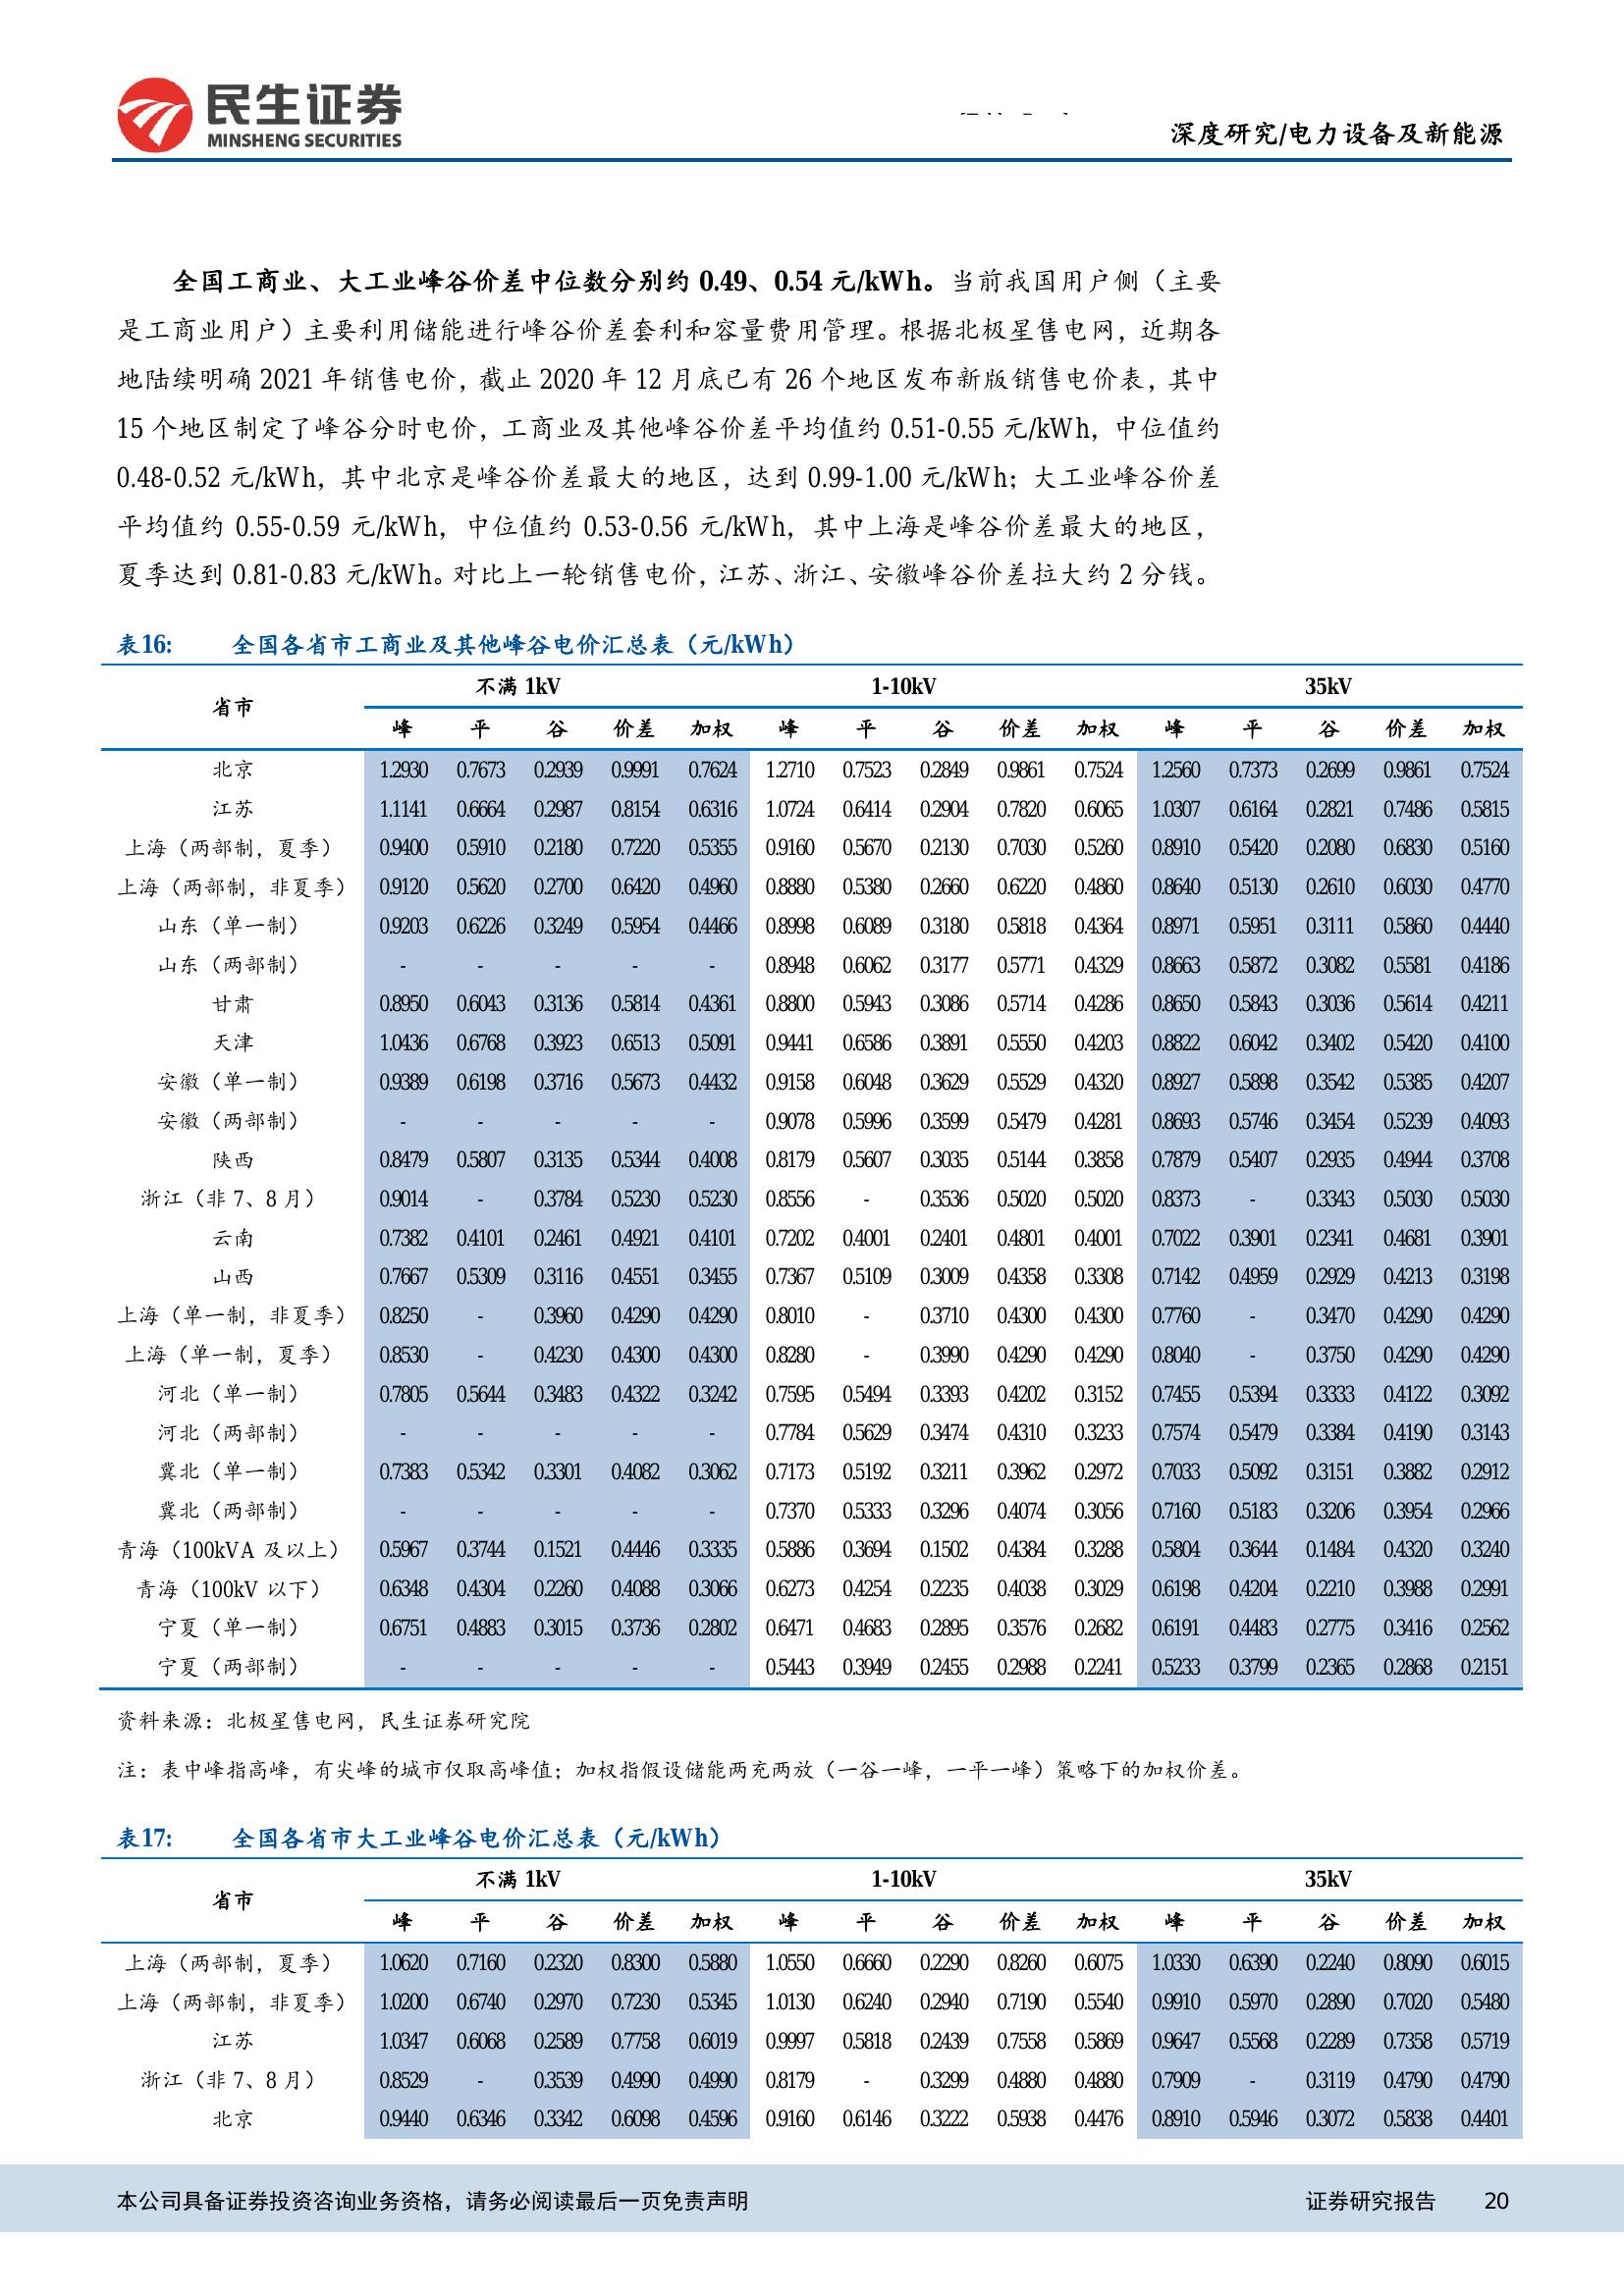 民生证券
MINSHENG SECURITIES
深度研究/电力设备及新能源
全国工商业、大工业峰谷价差中位数分别约 0.49、0.54 元/kWh。当前我国用户侧（主要
是工商业用户）主要利用储能进行峰谷价差套利和容量费用管理。根据北极星售电网，近期各
地陆续明确 2021 年销售电价，截止 2020 年 12 月底已有 26 个地区发布新版销售电价表，其中
15 个地区制定了峰谷分时电价，工商业及其他峰谷价差平均值约 0.51-0.55 元/kWh，中位值约
0.48-0.52 元/kWh，其中北京是峰谷价差最大的地区，达到 0.99-1.00 元/kWh；大工业峰谷价差
平均值约 0.55-0.59 元/kWh，中位值约 0.53-0.56 元/kWh，其中上海是峰谷价差最大的地区，
夏季达到 0.81-0.83 元/kWh。对比上一轮销售电价，江苏、浙江、安徽峰谷价差拉大约 2 分钱。
表16: 全国各省市工商业及其他峰谷电价汇总表（元/kWh）
省市 不满 1kV 1-10kV 35kV
峰 平 谷 价差 加权 峰 平 谷 价差 加权 峰 平 谷 价差 加权
北京 1.2930 0.7673 0.2939 0.9991 0.7624 1.2710 0.7523 0.2849 0.9861 0.7524 1.2560 0.7373 0.2699 0.9861 0.7524
江苏 1.1141 0.6664 0.2987 0.8154 0.6316 1.0724 0.6414 0.2904 0.7820 0.6065 1.0307 0.6164 0.2821 0.7486 0.5815
上海（两部制，夏季） 0.9400 0.5910 0.2180 0.7220 0.5355 0.9160 0.5670 0.2130 0.7030 0.5260 0.8910 0.5420 0.2080 0.6830 0.5160
上海（两部制，非夏季） 0.9120 0.5620 0.2700 0.6420 0.4960 0.8880 0.5380 0.2660 0.6220 0.4860 0.8640 0.5130 0.2610 0.6030 0.4770
山东（单一制） 0.9203 0.6226 0.3249 0.5954 0.4466 0.8998 0.6089 0.3180 0.5818 0.4364 0.8971 0.5951 0.3111 0.5860 0.4440
山东（两部制） - - - - - 0.8948 0.6062 0.3177 0.5771 0.4329 0.8663 0.5872 0.3082 0.5581 0.4186
甘肃 0.8950 0.6043 0.3136 0.5814 0.4361 0.8800 0.5943 0.3086 0.5714 0.4286 0.8650 0.5843 0.3036 0.5614 0.4211
天津 1.0436 0.6768 0.3923 0.6513 0.5091 0.9441 0.6586 0.3891 0.5550 0.4203 0.8822 0.6042 0.3402 0.5420 0.4100
安徽（单一制） 0.9389 0.6198 0.3716 0.5673 0.4432 0.9158 0.6048 0.3629 0.5529 0.4320 0.8927 0.5898 0.3542 0.5385 0.4207
安徽（两部制） - - - - - 0.9078 0.5996 0.3599 0.5479 0.4281 0.8693 0.5746 0.3454 0.5239 0.4093
陕西 0.8479 0.5807 0.3135 0.5344 0.4008 0.8179 0.5607 0.3035 0.5144 0.3858 0.7879 0.5407 0.2935 0.4944 0.3708
浙江（非 7、8 月） 0.9014 - 0.3784 0.5230 0.5230 0.8556 - 0.3536 0.5020 0.5020 0.8373 - 0.3343 0.5030 0.5030
云南 0.7382 0.4101 0.2461 0.4921 0.4101 0.7202 0.4001 0.2401 0.4801 0.4001 0.7022 0.3901 0.2341 0.4681 0.3901
山西 0.7667 0.5309 0.3116 0.4551 0.3455 0.7367 0.5109 0.3009 0.4358 0.3308 0.7142 0.4959 0.2929 0.4213 0.3198
上海（单一制，非夏季） 0.8250 - 0.3960 0.4290 0.4290 0.8010 - 0.3710 0.4300 0.4300 0.7760 - 0.3470 0.4290 0.4290
上海（单一制，夏季） 0.8530 - 0.4230 0.4300 0.4300 0.8280 - 0.3990 0.4290 0.4290 0.8040 - 0.3750 0.4290 0.4290
河北（单一制） 0.7805 0.5644 0.3483 0.4322 0.3242 0.7595 0.5494 0.3393 0.4202 0.3152 0.7455 0.5394 0.3333 0.4122 0.3092
河北（两部制） - - - - - 0.7784 0.5629 0.3474 0.4310 0.3233 0.7574 0.5479 0.3384 0.4190 0.3143
冀北（单一制） 0.7383 0.5342 0.3301 0.4082 0.3062 0.7173 0.5192 0.3211 0.3962 0.2972 0.7033 0.5092 0.3151 0.3882 0.2912
冀北（两部制） - - - - - 0.7370 0.5333 0.3296 0.4074 0.3056 0.7160 0.5183 0.3206 0.3954 0.2966
青海（100kVA 及以上） 0.5967 0.3744 0.1521 0.4446 0.3335 0.5886 0.3694 0.1502 0.4384 0.3288 0.5804 0.3644 0.1484 0.4320 0.3240
青海（100kV 以下） 0.6348 0.4304 0.2260 0.4088 0.3066 0.6273 0.4254 0.2235 0.4038 0.3029 0.6198 0.4204 0.2210 0.3988 0.2991
宁夏（单一制） 0.6751 0.4883 0.3015 0.3736 0.2802 0.6471 0.4683 0.2895 0.3576 0.2682 0.6191 0.4483 0.2775 0.3416 0.2562
宁夏（两部制） - - - - - 0.5443 0.3949 0.2455 0.2988 0.2241 0.5233 0.3799 0.2365 0.2868 0.2151
资料来源：北极星售电网，民生证券研究院
注：表中峰指高峰，有尖峰的城市仅取高峰值；加权指假设储能两充两放（一谷一峰，一平一峰）策略下的加权价差。
表17: 全国各省市大工业峰谷电价汇总表（元/kWh）
省市 不满 1kV 1-10kV 35kV
峰 平 谷 价差 加权 峰 平 谷 价差 加权 峰 平 谷 价差 加权
上海（两部制，夏季） 1.0620 0.7160 0.2320 0.8300 0.5880 1.0550 0.6660 0.2290 0.8260 0.6075 1.0330 0.6390 0.2240 0.8090 0.6015
上海（两部制，非夏季） 1.0200 0.6740 0.2970 0.7230 0.5345 1.0130 0.6240 0.2940 0.7190 0.5540 0.9910 0.5970 0.2890 0.7020 0.5480
江苏 1.0347 0.6068 0.2589 0.7758 0.6019 0.9997 0.5818 0.2439 0.7558 0.5869 0.9647 0.5568 0.2289 0.7358 0.5719
浙江（非 7、8 月） 0.8529 - 0.3539 0.4990 0.4990 0.8179 - 0.3299 0.4880 0.4880 0.7909 - 0.3119 0.4790 0.4790
北京 0.9440 0.6346 0.3342 0.6098 0.4596 0.9160 0.6146 0.3222 0.5938 0.4476 0.8910 0.5946 0.3072 0.5838 0.4401
本公司具备证券投资咨询业务资格，请务必阅读最后一页免责声明 证券研究报告 20